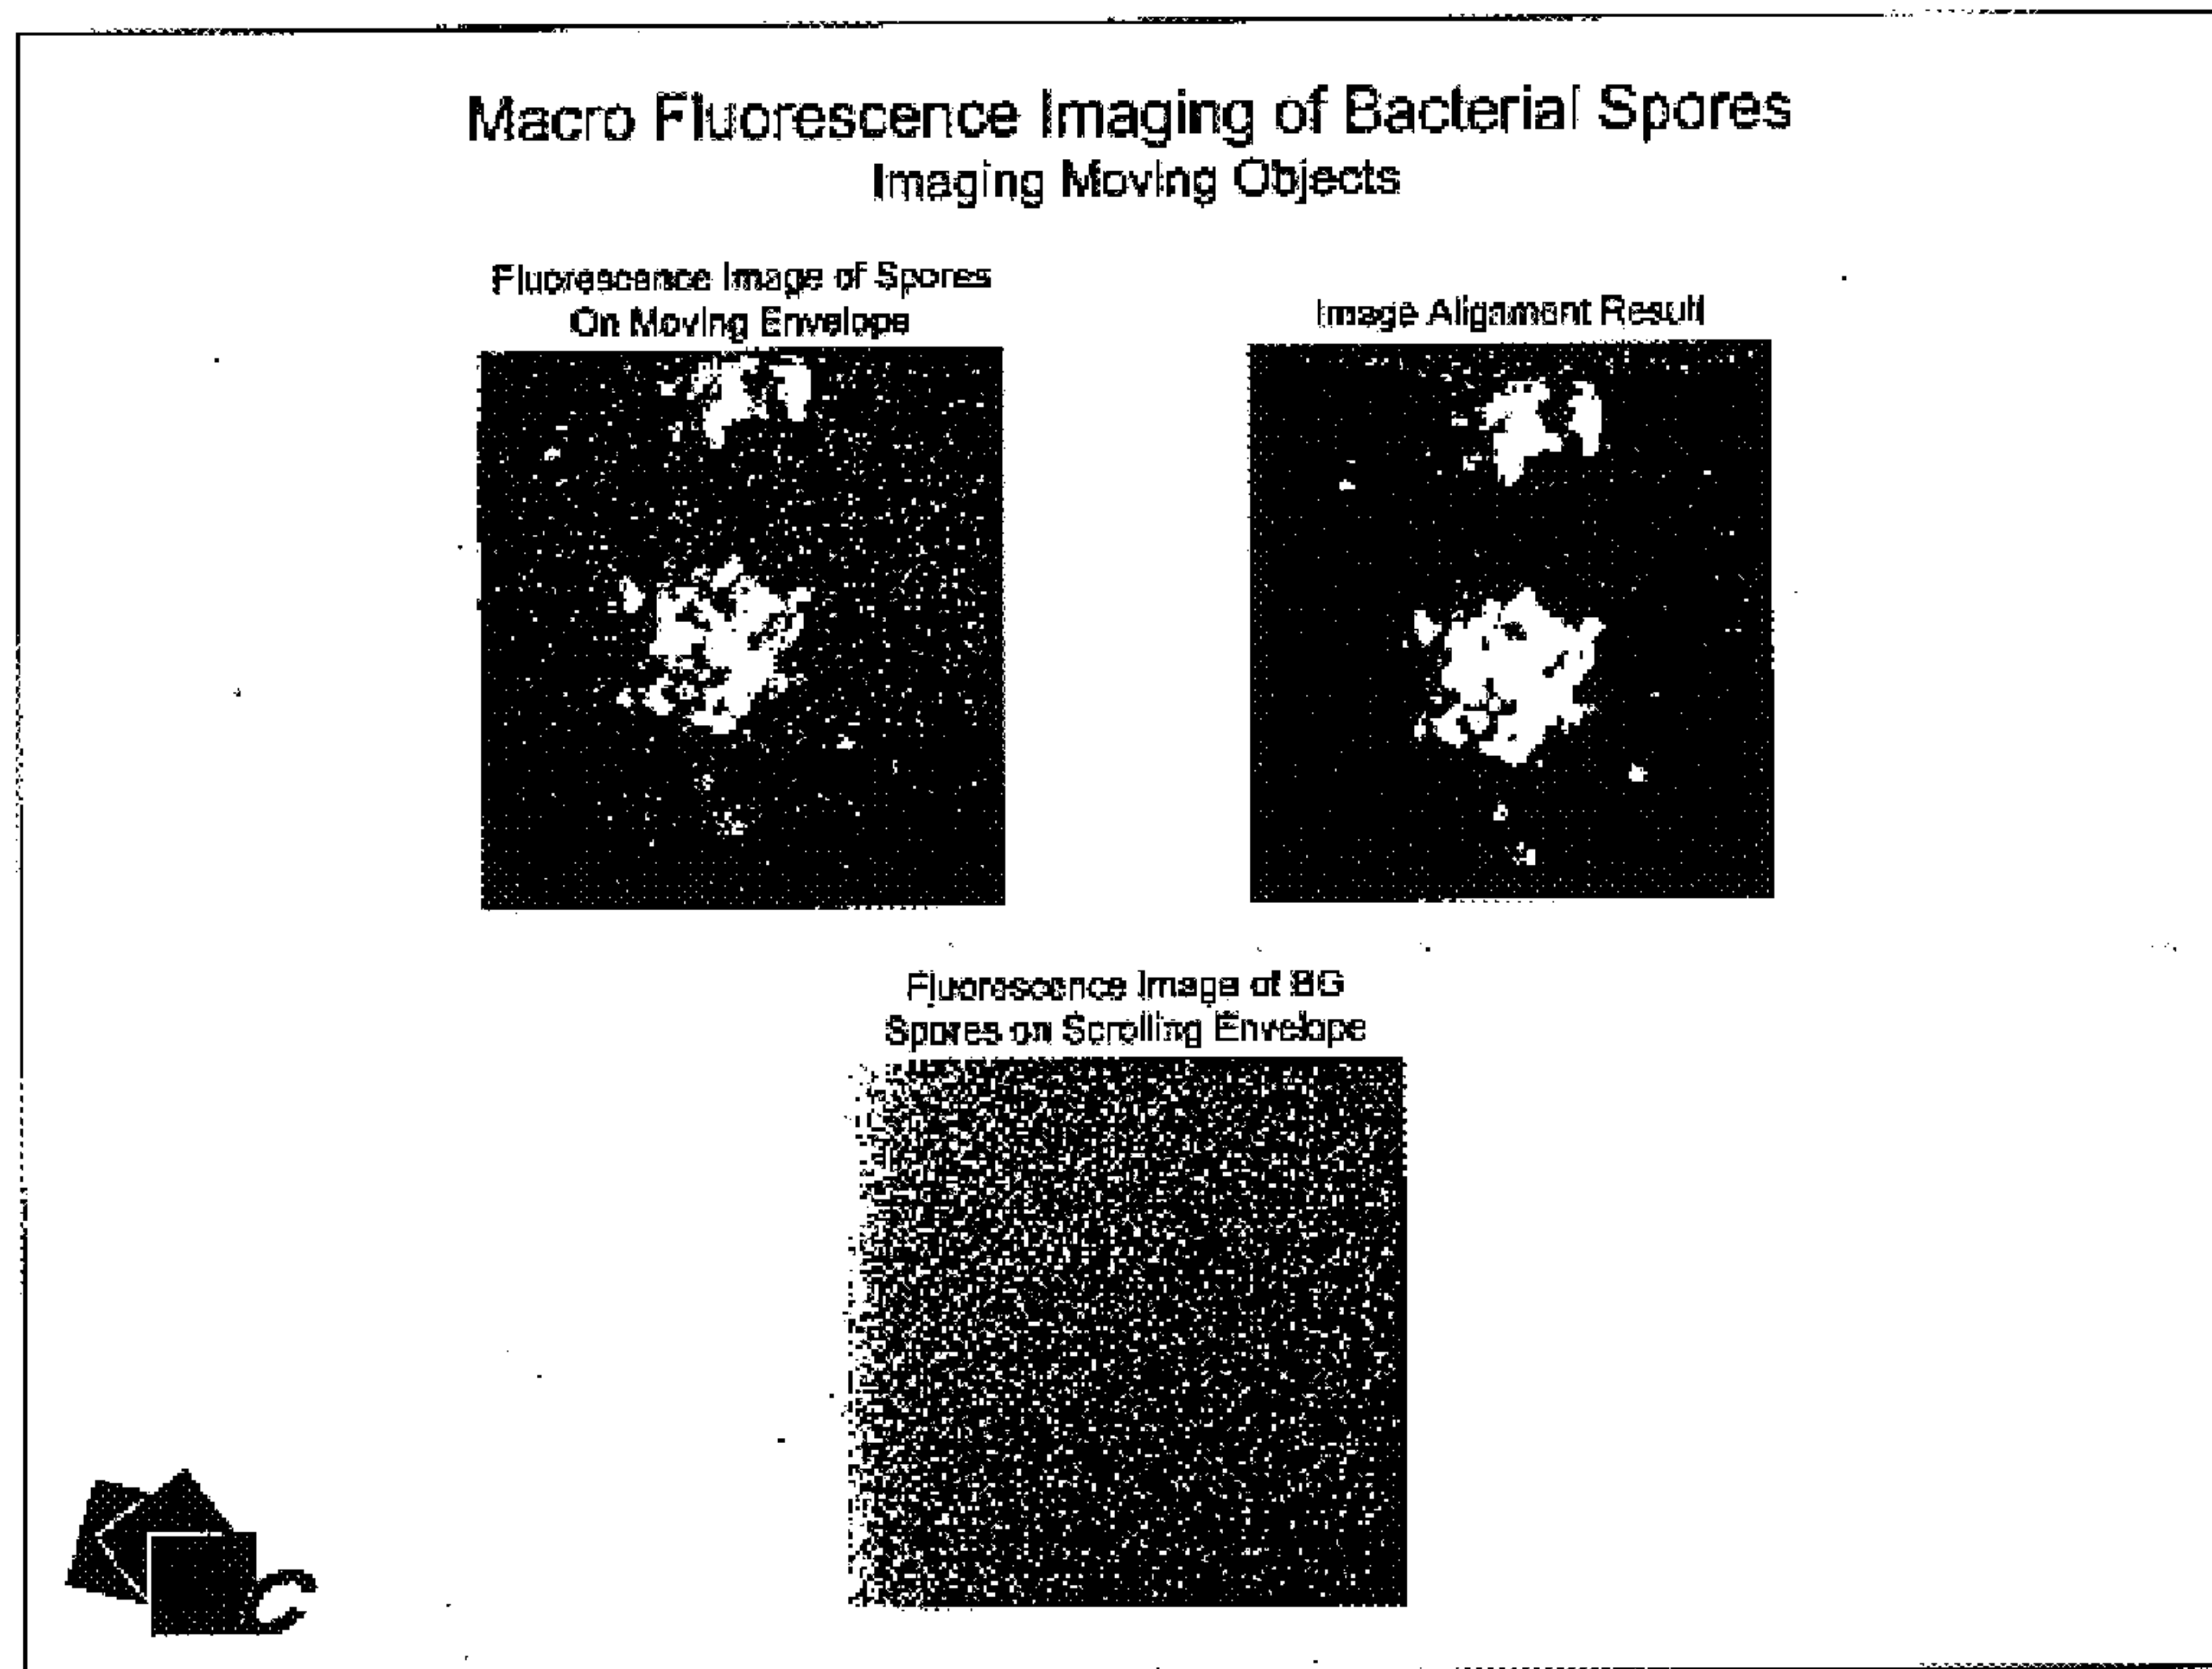 Macro Fluorescence Imaging of Bacterial Spores
Imaging Moving Objects
Fluorescence Image of Spores
On Moving Envelope
Image Alignment Result
Fluorescence Image of BG
Spores on Scrolling Envelope
C